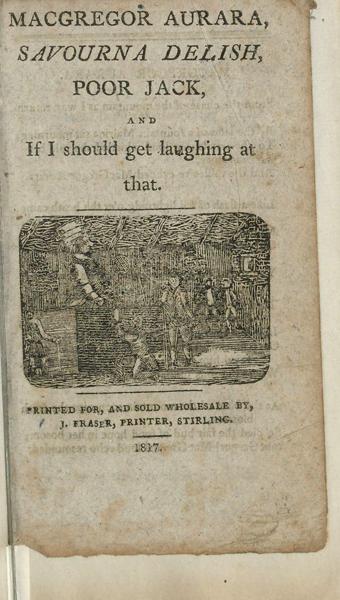 MACGREGOR AURARA,
SAVOURNA DELISH,
POOR JACK,
AND
If I should get laughing at
that.
PRINTED FOR, AND SOLD WHOLESALE BY,
J. FRASER, PRINTER, STIRLING.
1817.